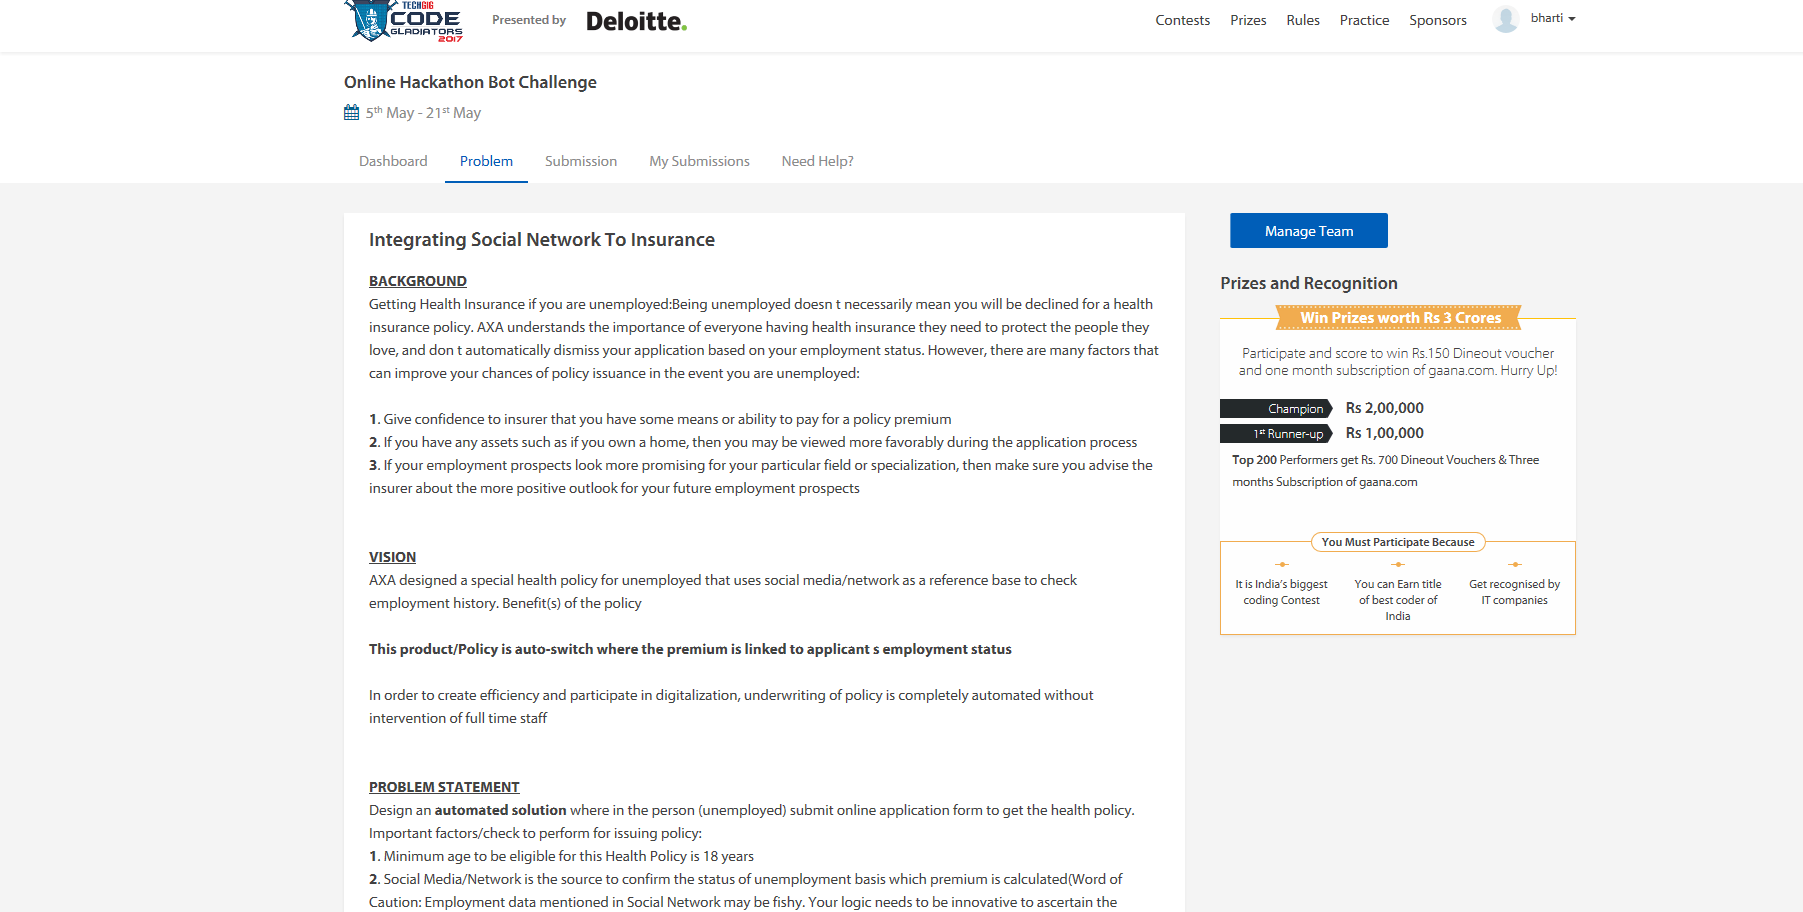 TECHGIG
CODE
GLADIATORS
2017
Presented by
Deloitte.
Contests Prizes Rules Practice Sponsors bharti
Online Hackathon Bot Challenge
5th May - 21st May
Dashboard Problem Submission My Submissions Need Help?
Integrating Social Network To Insurance
BACKGROUND
Getting Health Insurance if you are unemployed:Being unemployed doesn t necessarily mean you will be declined for a health
insurance policy. AXA understands the importance of everyone having health insurance they need to protect the people they
love, and don t automatically dismiss your application based on your employment status. However, there are many factors that
can improve your chances of policy issuance in the event you are unemployed:
1. Give confidence to insurer that you have some means or ability to pay for a policy premium
2. If you have any assets such as if you own a home, then you may be viewed more favorably during the application process
3. If your employment prospects look more promising for your particular field or specialization, then make sure you advise the
insurer about the more positive outlook for your future employment prospects
VISION
AXA designed a special health policy for unemployed that uses social media/network as a reference base to check
employment history. Benefit(s) of the policy
This product/Policy is auto-switch where the premium is linked to applicant s employment status
In order to create efficiency and participate in digitalization, underwriting of policy is completely automated without
intervention of full time staff
PROBLEM STATEMENT
Design an automated solution where in the person (unemployed) submit online application form to get the health policy.
Important factors/check to perform for issuing policy:
1. Minimum age to be eligible for this Health Policy is 18 years
2. Social Media/Network is the source to confirm the status of unemployment basis which premium is calculated(Word of
Caution: Employment data mentioned in Social Network may be fishy. Your logic needs to be innovative to ascertain the
Manage Team
Prizes and Recognition
Win Prizes worth Rs 3 Crores
Participate and score to win Rs.150 Dineout voucher
and one month subscription of gaana.com. Hurry Up!
Champion Rs 2,00,000
1st Runner-up Rs 1,00,000
Top 200 Performers get Rs. 700 Dineout Vouchers & Three
months Subscription of gaana.com
You Must Participate Because
It is India's biggest
coding Contest
You can Earn title
of best coder of
India
Get recognised by
IT companies